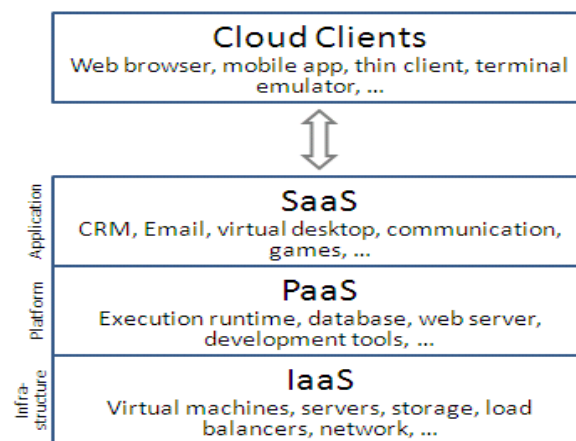 Cloud Clients
Web browser, mobile app, thin client, terminal
emulator, ...
Application
SaaS
CRM, Email, virtual desktop, communication,
games, ...
Platform
PaaS
Execution runtime, database, web server,
development tools, ...
Infra-
structure
IaaS
Virtual machines, servers, storage, load
balancers, network, ...